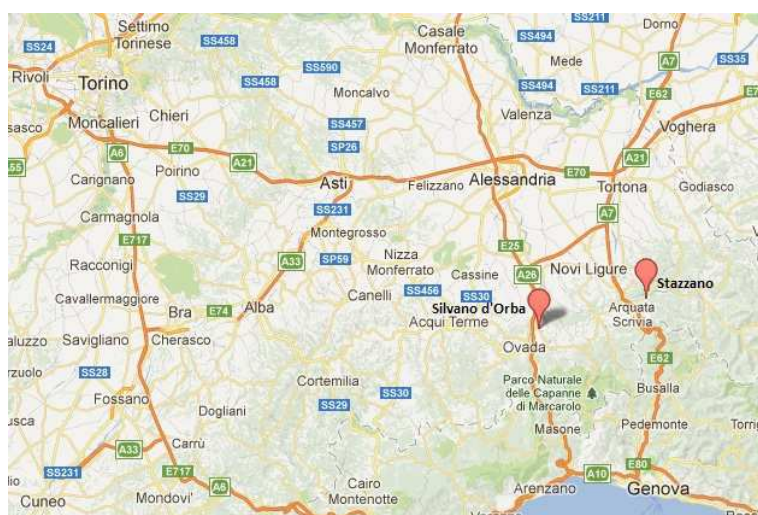 SS24
Settimo
Torinese
SS458
Casale
Monferrato
SS494
SS211
Dorno
A7
SS35
Rivoli
Torino
SS590
Mede
E62
SS494
SS211
Moncalvo
Chieri
SS458
Valenza
Moncalieri
SS457
Voghera
A6
E70
A21
SP26
A21
Carignano
Poirino
Asti
Felizzano
Alessandria
E70
Tortona
Godiasco
SS29
SS231
Carmagnola
A7
E717
Montegrosso
E25
A33
SP59
Nizza
Monferrato
Racconigi
Cassine
A26
Novi Ligure
Stazzano
Canelli
SS456
SS30
Cavallermaggiore
Bra
E74
Alba
Silvano d'Orba
Arquata
Scrivia
Acqui Terme
Savigliano
Cherasco
Ovada
E62
SS28
Cortemilia
Parco Naturale
delle Capanne
di Marcarolo
Busalla
SS30
SS29
Fossano
Dogliani
Masone
Pedemonte
A33
Carrù
SS231
E717
A6
Cairo
Montenotte
A10
E80
Cuneo
Mondovi'
Arenzano
Genova